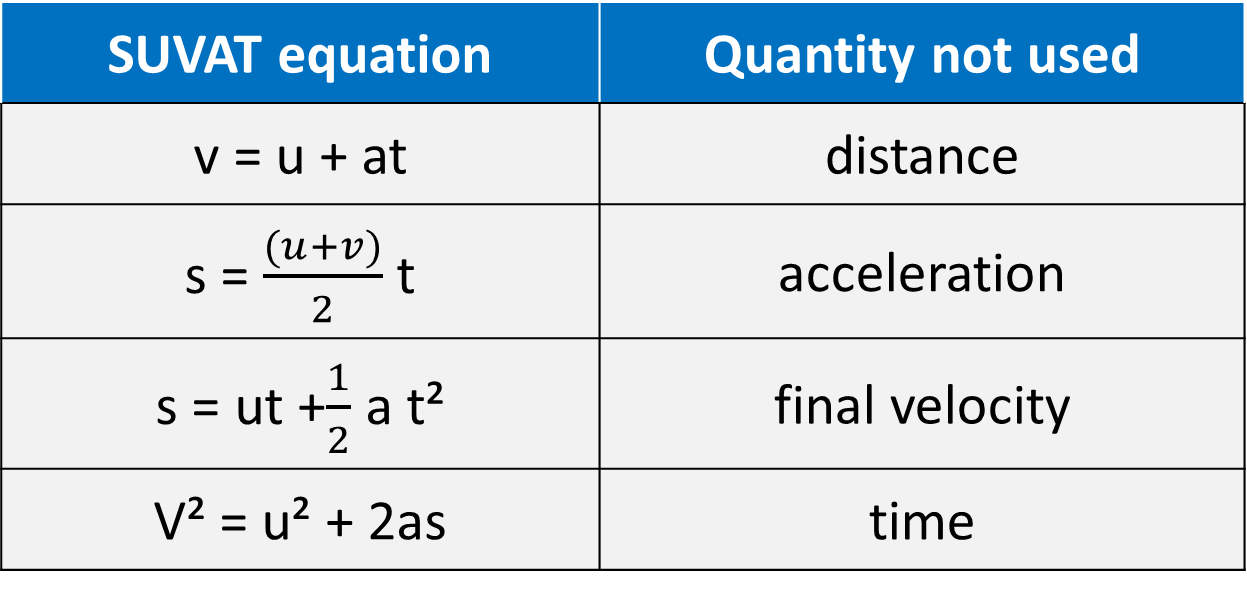 SUVAT equation Quantity not used
v = u + at distance
s = (u+v)/2 t acceleration
s = ut + 1/2 a t² final velocity
V² = u² + 2as time